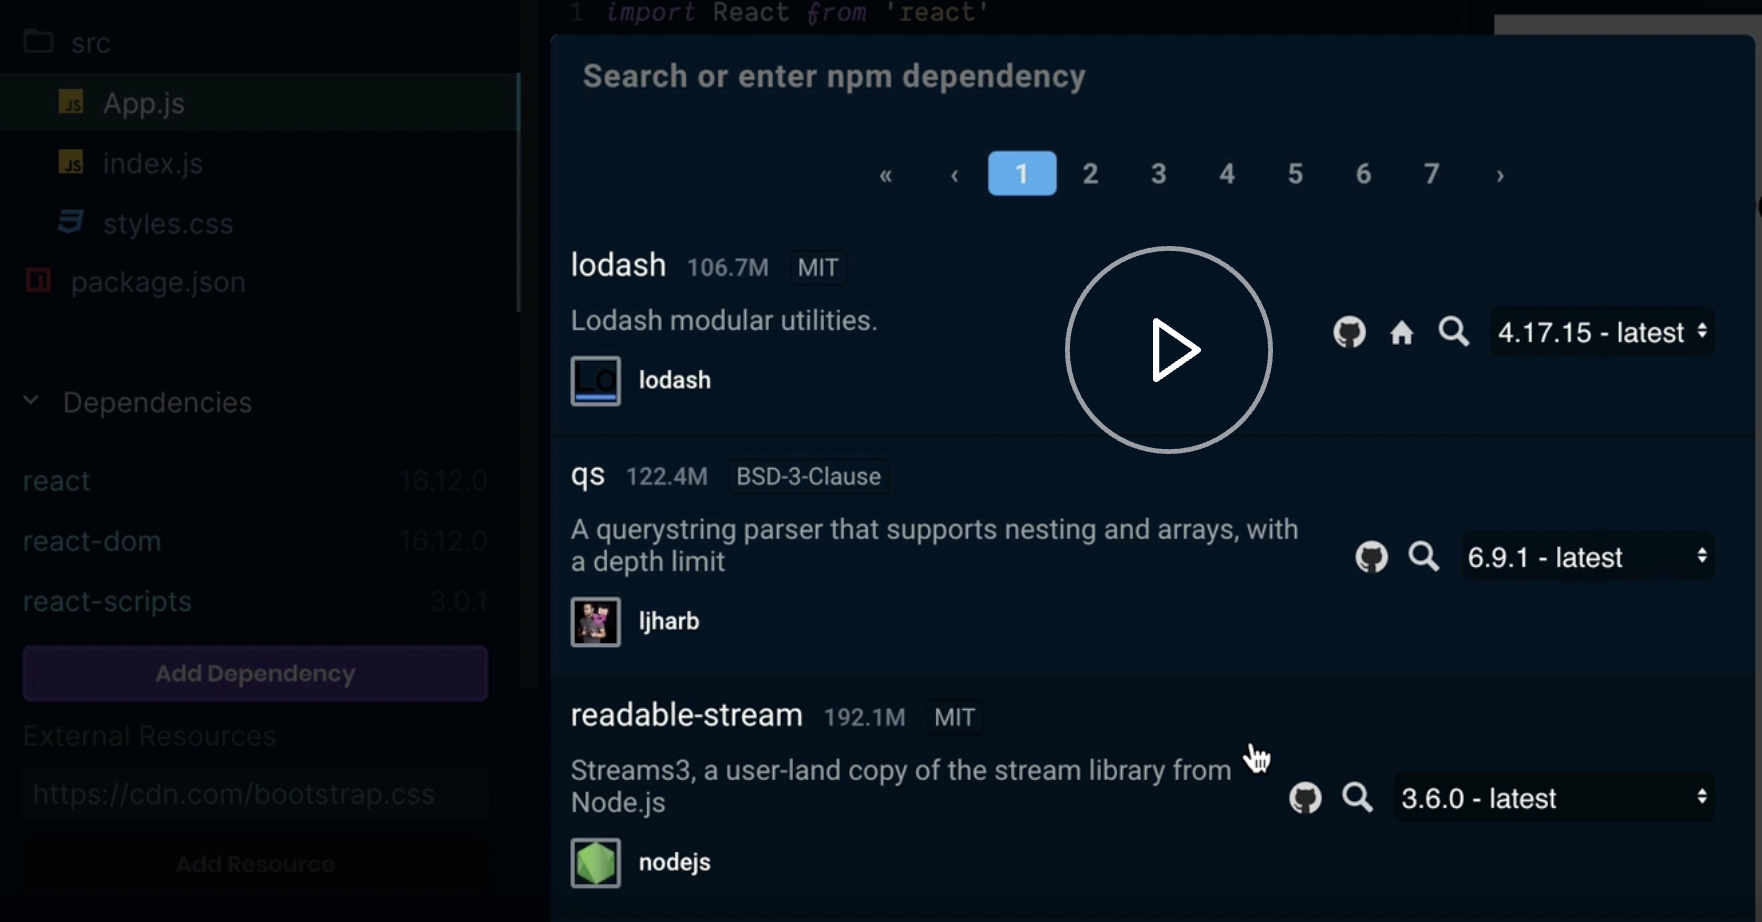 src
App.js
index.js
styles.css
package.json
Dependencies
react 16.12.0
react-dom 16.12.0
react-scripts 3.0.1
Add Dependency
External Resources
https://cdn.com/bootstrap.css
Add Resource
1 import React from 'react'
Search or enter npm dependency
« ‹ 1 2 3 4 5 6 7 ›
lodash 106.7M MIT
Lodash modular utilities.
4.17.15 - latest
Lo
lodash
qs 122.4M BSD-3-Clause
A querystring parser that supports nesting and arrays, with
a depth limit
6.9.1 - latest
ljharb
readable-stream 192.1M MIT
Streams3, a user-land copy of the stream library from
Node.js
3.6.0 - latest
nodejs